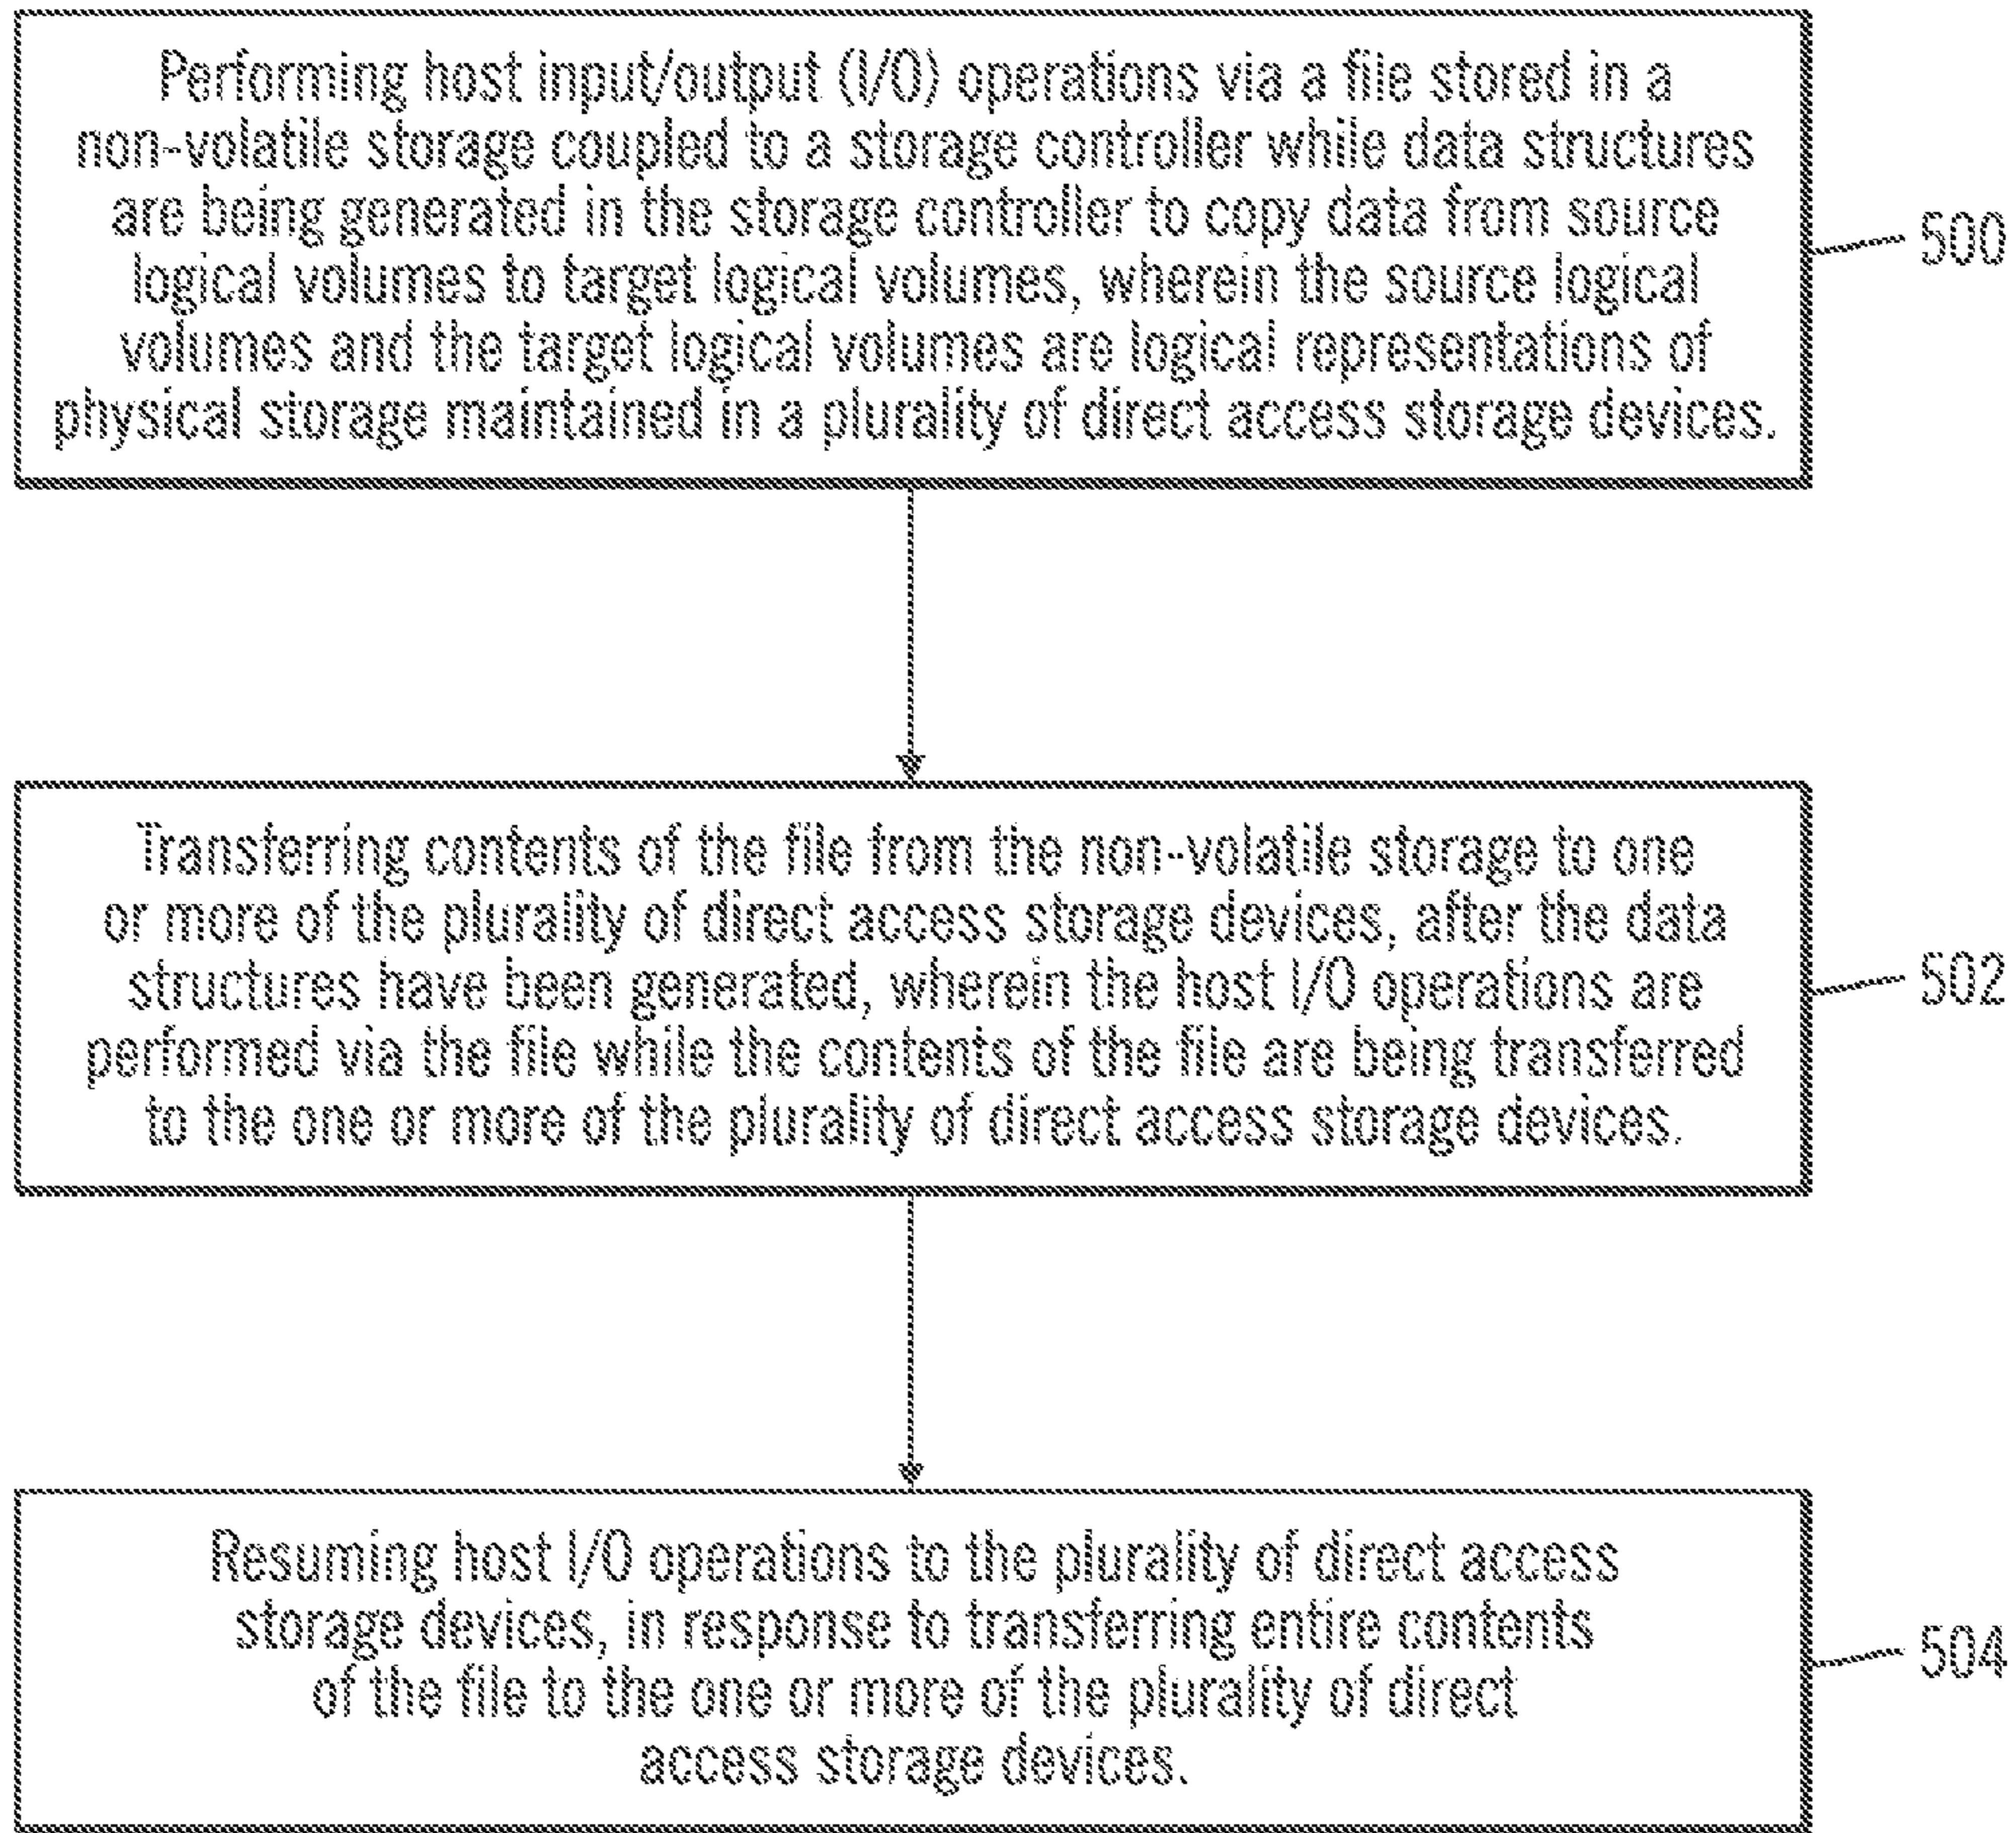 Performing host input/output (I/O) operations via a file stored in a
non-volatile storage coupled to a storage controller while data structures
are being generated in the storage controller to copy data from source
logical volumes to target logical volumes, wherein the source logical
volumes and the target logical volumes are logical representations of
physical storage maintained in a plurality of direct access storage devices.
500
Transferring contents of the file from the non-volatile storage to one
or more of the plurality of direct access storage devices, after the data
structures have been generated, wherein the host I/O operations are
performed via the file while the contents of the file are being transferred
to the one or more of the plurality of direct access storage devices.
502
Resuming host I/O operations to the plurality of direct access
storage devices, in response to transferring entire contents
of the file to the one or more of the plurality of direct
access storage devices.
504